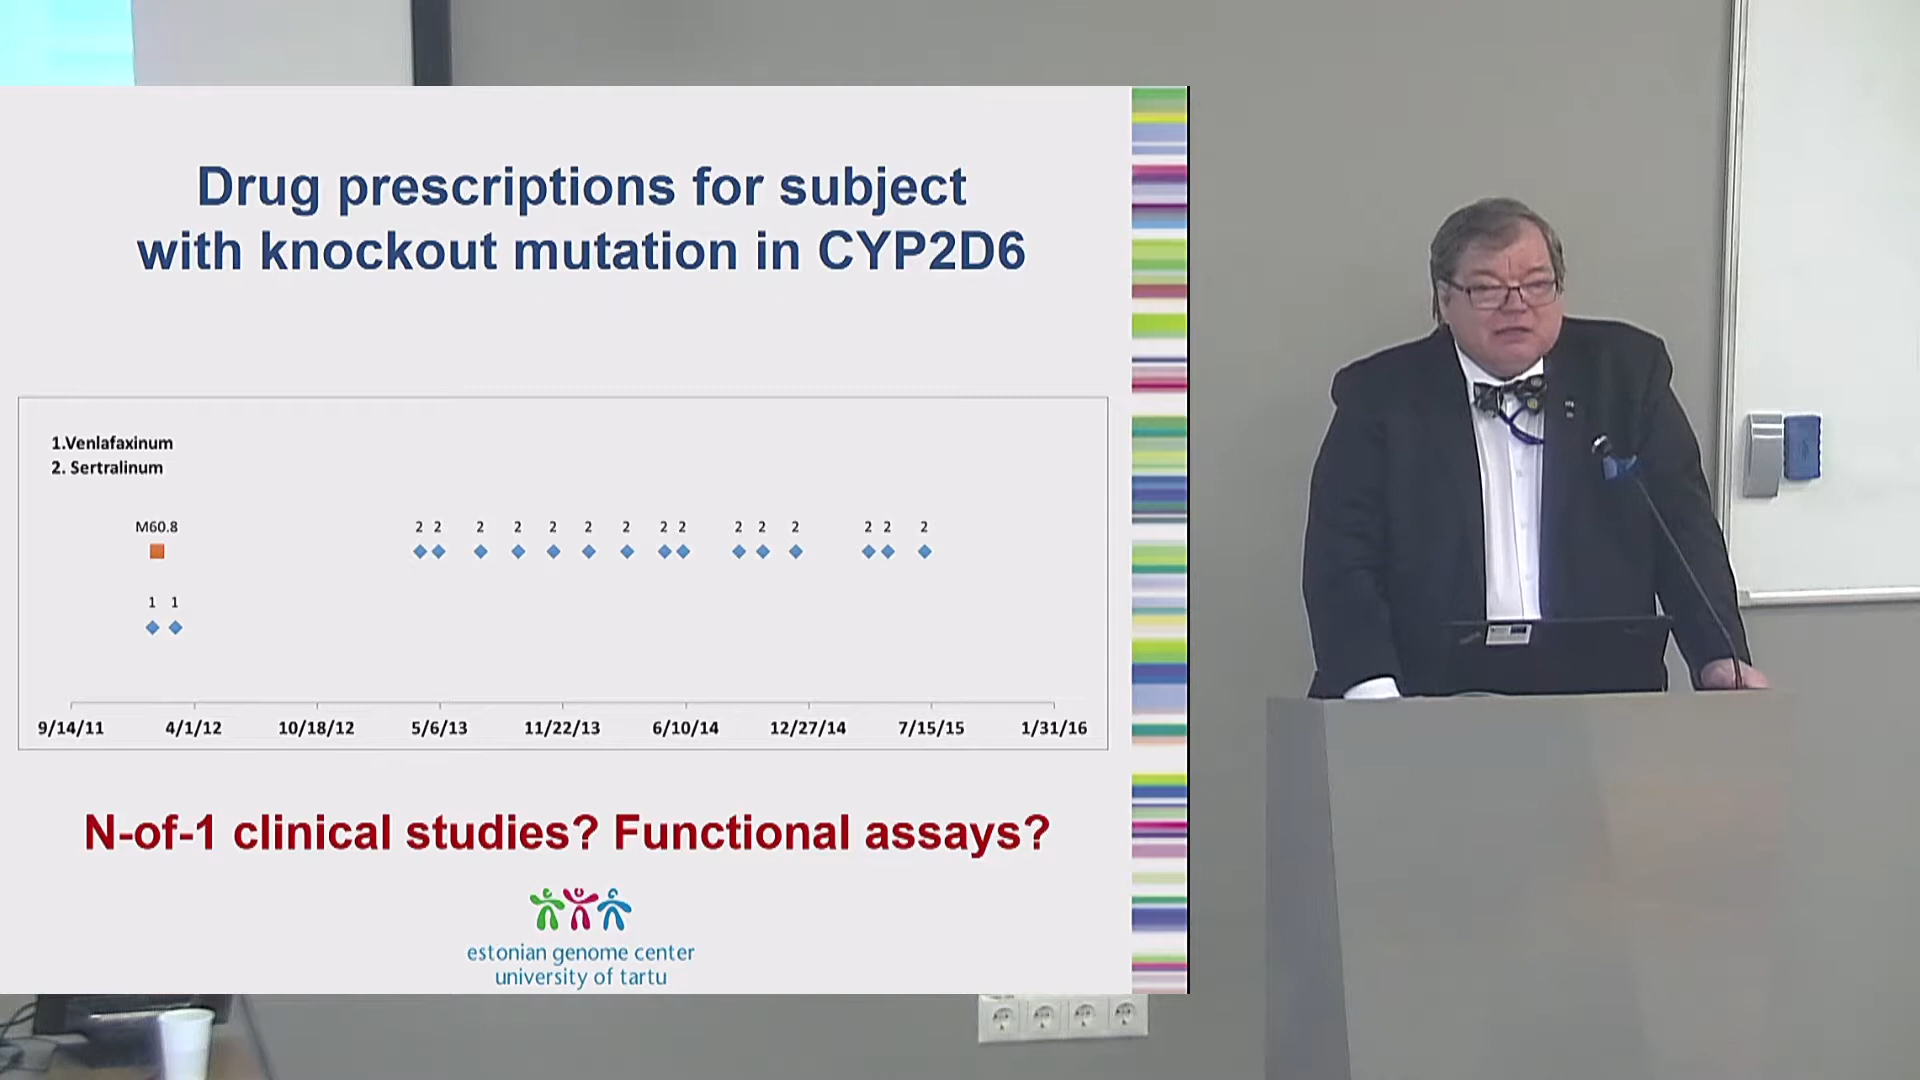 Drug prescriptions for subject
with knockout mutation in CYP2D6
1.Venlafaxinum
2. Sertralinum
M60.8
2 2 2 2 2 2 2 2 2 2 2 2 2 2 2
1 1
9/14/11 4/1/12 10/18/12 5/6/13 11/22/13 6/10/14 12/27/14 7/15/15 1/31/16
N-of-1 clinical studies? Functional assays?
estonian genome center
university of tartu